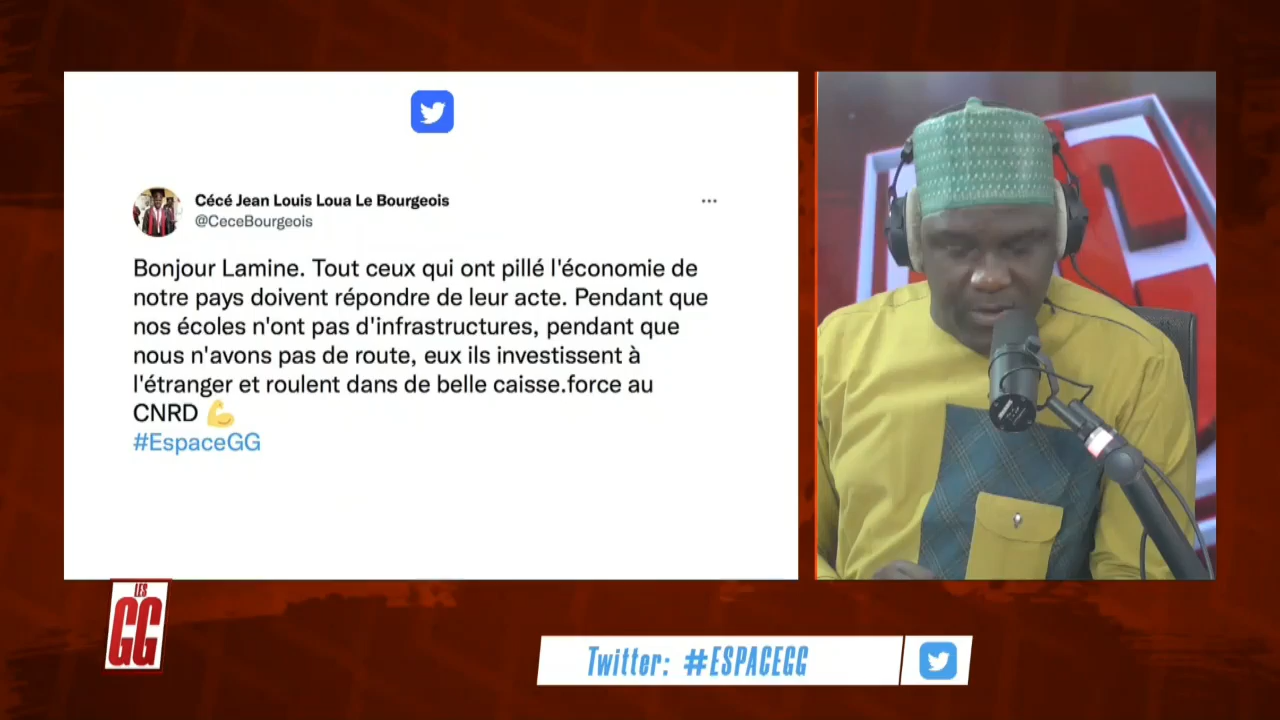 Cécé Jean Louis Loua Le Bourgeois
@CeceBourgeois
Bonjour Lamine. Tout ceux qui ont pillé l'économie de
notre pays doivent répondre de leur acte. Pendant que
nos écoles n'ont pas d'infrastructures, pendant que
nous n'avons pas de route, eux ils investissent à
l'étranger et roulent dans de belle caisse.force au
CNRD 💪
#EspaceGG
LES
GG
Twitter: #ESPACEGG